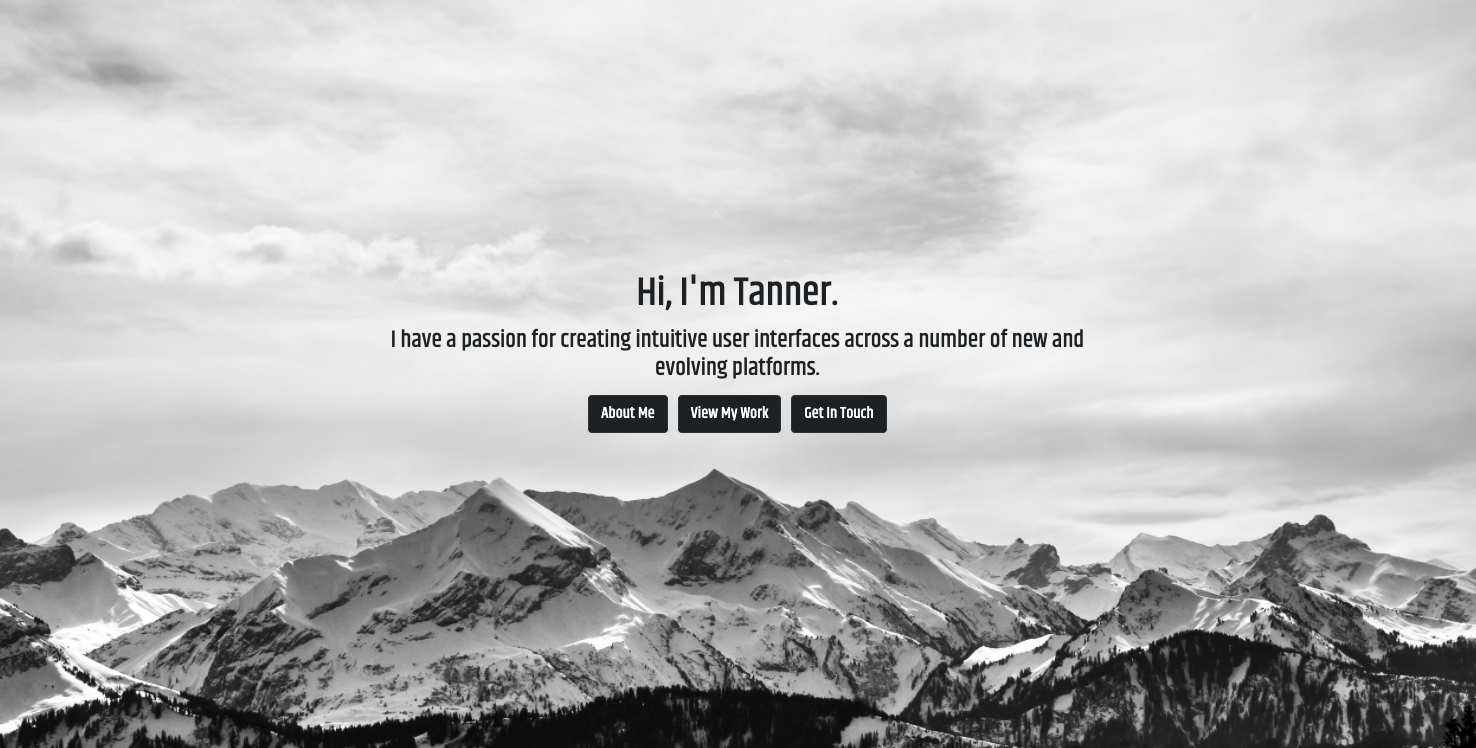 Hi, I'm Tanner.
I have a passion for creating intuitive user interfaces across a number of new and
evolving platforms.
About Me
View My Work
Get In Touch